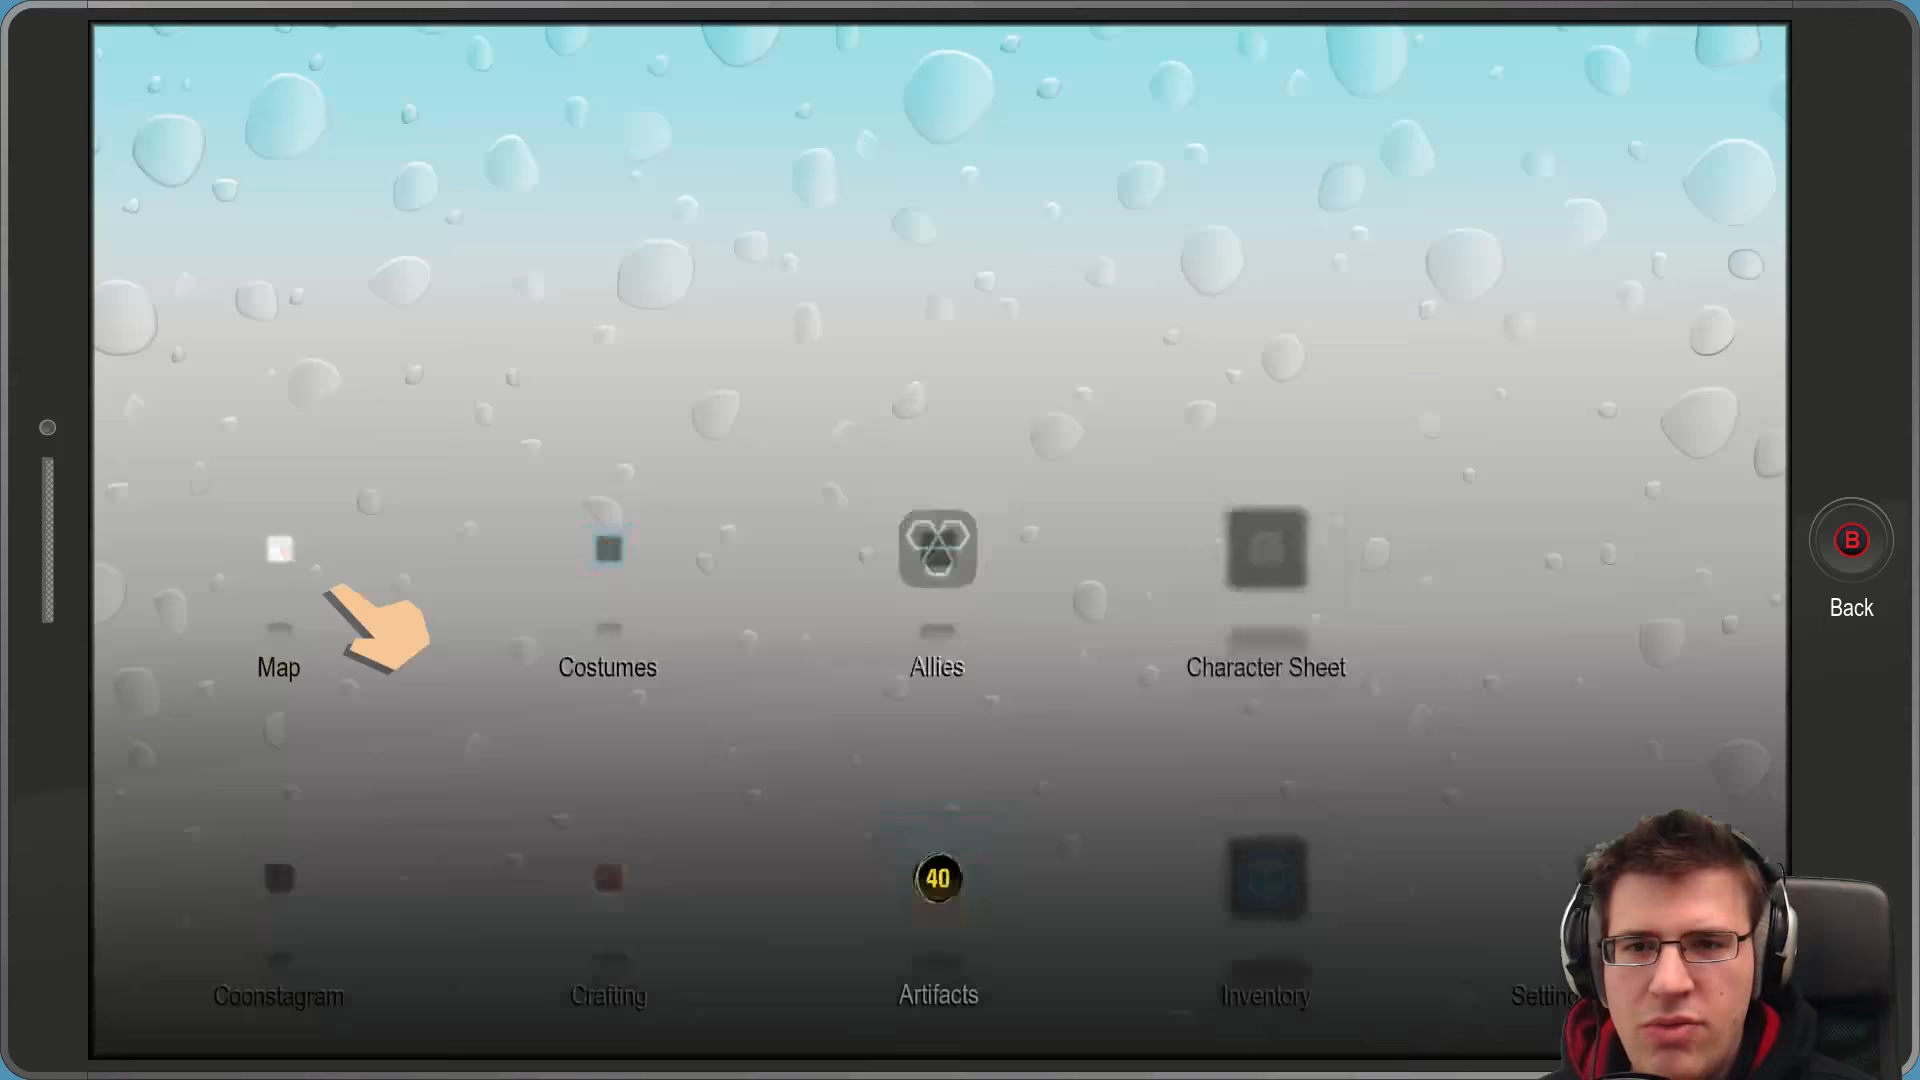 B
Back
Map
Costumes
Allies
Character Sheet
40
Coonstagram
Crafting
Artifacts
Inventory